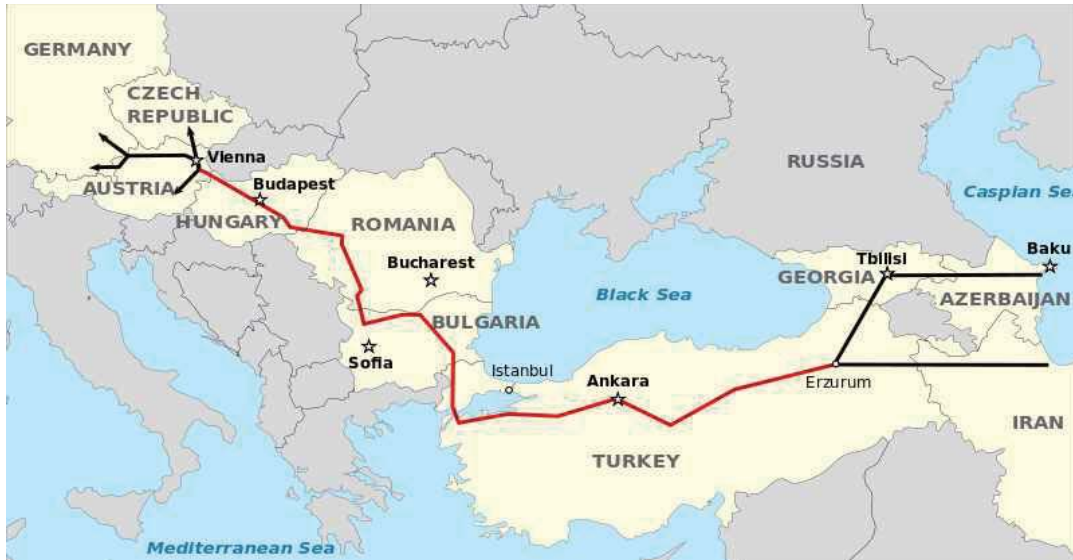 GERMANY
CZECH
REPUBLIC
RUSSIA
Vienna
AUSTRIA
Budapest
Caspian Sea
HUNGARY
ROMANIA
Baku
Tbilisi
Bucharest
GEORGIA
Black Sea
AZERBAIJAN
BULGARIA
Sofia
Istanbul
Ankara
Erzurum
IRAN
TURKEY
Mediterranean Sea